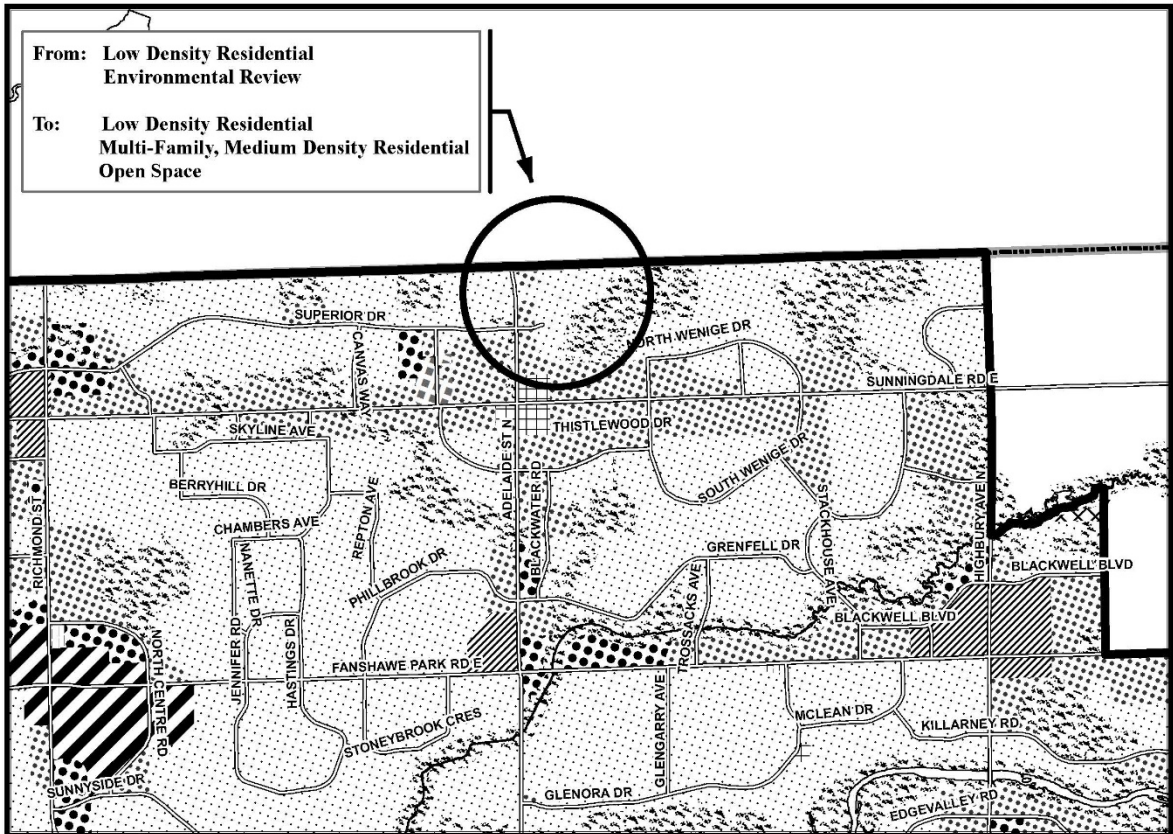 From: Low Density Residential
Environmental Review
To: Low Density Residential
Multi-Family, Medium Density Residential
Open Space
SUPERIOR DR
CANVAS WAY
NORTH WENIGE DR
SUNNINGDALE RD E
SKYLINE AVE
ADELAIDE ST N
THISTLEWOOD DR
BERRYHILL DR
BLACKWATER RD
SOUTH WENIGE DR
STACKHOUSE AVE
HIGHBURY AVE N
RICHMOND ST
CHAMBERS AVE
REPTON AVE
NANETTE DR
PHILLBROOK DR
GRENFELL DR
BLACKWELL BLVD
TROSSACKS AVE
BLACKWELL BLVD
JENNIFER RD
HASTINGS DR
NORTH CENTRE RD
FANSHAWE PARK RD E
GLENGARRY AVE
MCLEAN DR
KILLARNEY RD
STONEYBROOK CRES
SUNNYSIDE DR
GLENORA DR
EDGEVALLEY RD